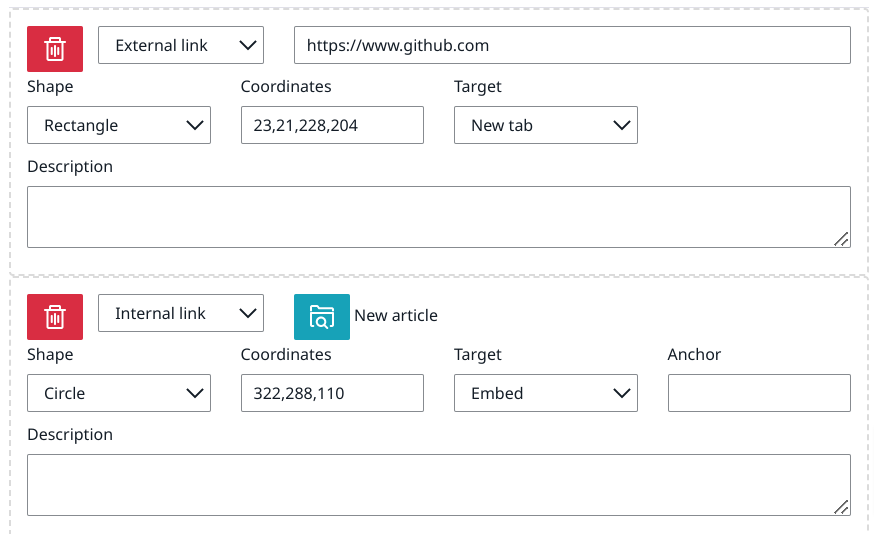 External link https://www.github.com
Shape Coordinates Target
Rectangle 23,21,228,204 New tab
Description
Internal link New article
Shape Coordinates Target Anchor
Circle 322,288,110 Embed
Description